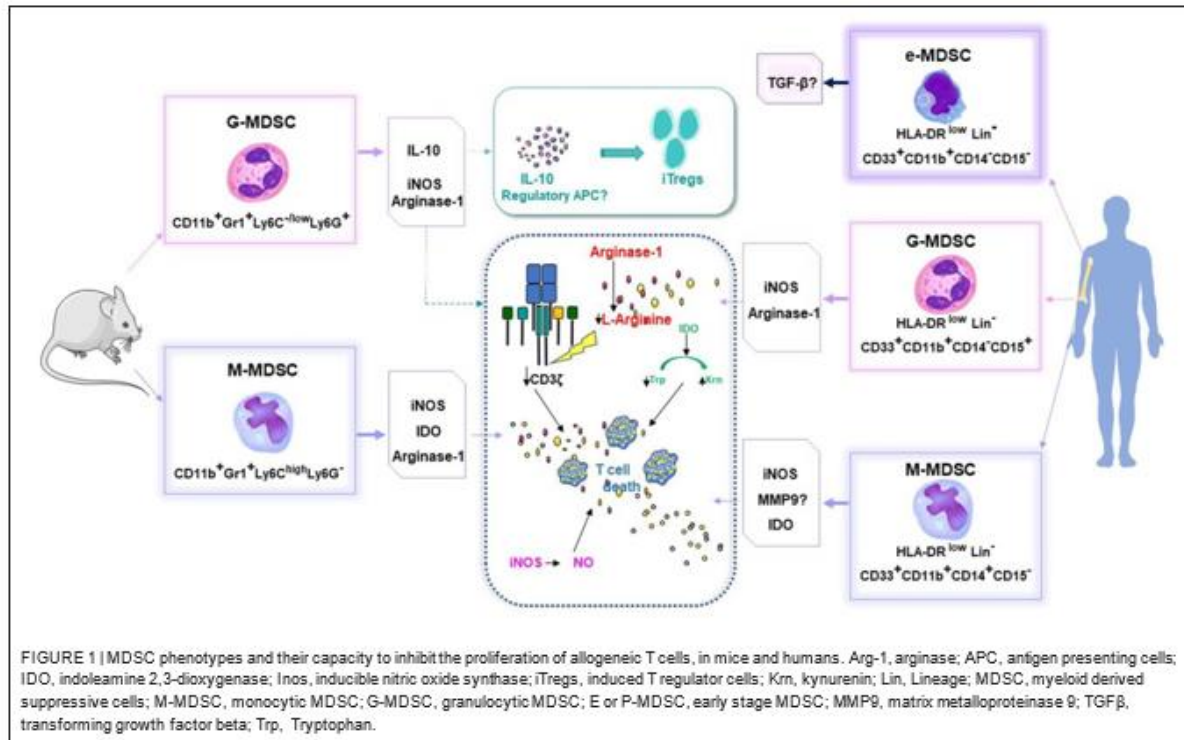 G-MDSC
CD11b⁺Gr1⁺Ly6C⁻/ˡᵒʷLy6G⁺
IL-10
iNOS
Arginase-1
IL-10
Regulatory APC?
iTregs
TGF-β?
e-MDSC
HLA-DR ˡᵒʷ Lin⁻
CD33⁺CD11b⁺CD14⁻CD15⁻
M-MDSC
CD11b⁺Gr1⁺Ly6CʰⁱᵍʰLy6G⁻
iNOS
IDO
Arginase-1
Arginase-1
L-Arginine
IDO
↓CD3ζ
↓Trp
↑Krn
T cell
death
iNOS → NO
iNOS
Arginase-1
G-MDSC
HLA-DR ˡᵒʷ Lin⁻
CD33⁺CD11b⁺CD14⁻CD15⁺
iNOS
MMP9?
IDO
M-MDSC
HLA-DR ˡᵒʷ Lin⁻
CD33⁺CD11b⁺CD14⁺CD15⁻
FIGURE 1 | MDSC phenotypes and their capacity to inhibit the proliferation of allogeneic T cells, in mice and humans. Arg-1, arginase; APC, antigen presenting cells;
IDO, indoleamine 2,3-dioxygenase; Inos, inducible nitric oxide synthase; iTregs, induced T regulator cells; Krn, kynurenin; Lin, Lineage; MDSC, myeloid derived
suppressive cells; M-MDSC, monocytic MDSC; G-MDSC, granulocytic MDSC; E or P-MDSC, early stage MDSC; MMP9, matrix metalloproteinase 9; TGFβ,
transforming growth factor beta; Trp, Tryptophan.